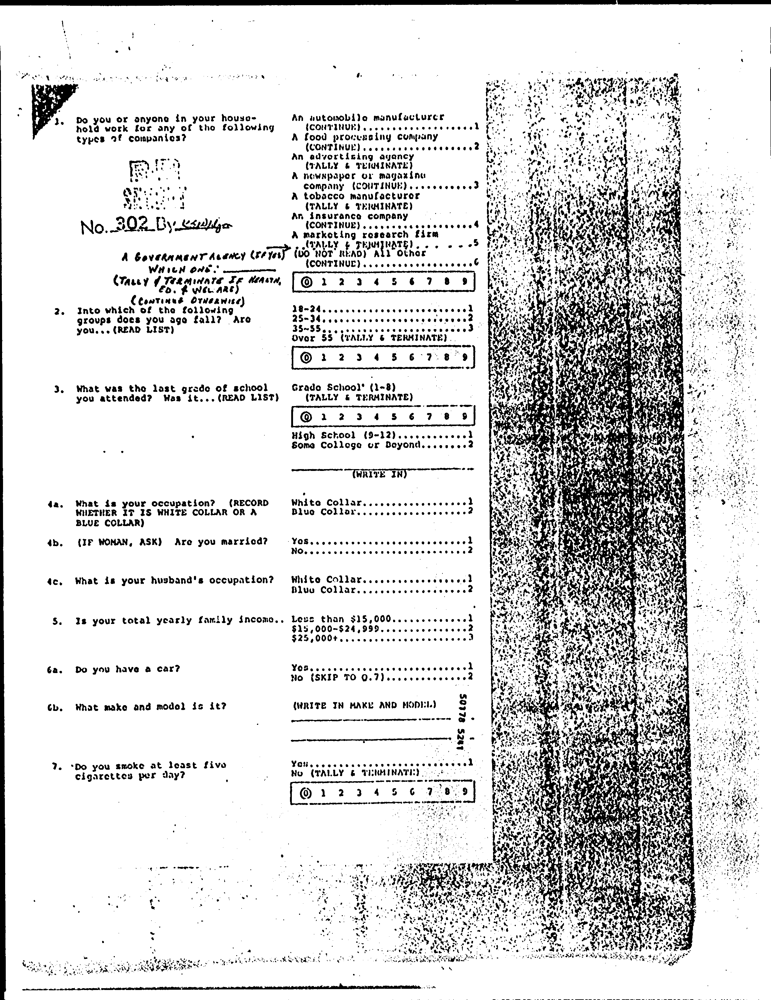 1. Do you or anyone in your house-
hold work for any of the following
types of companies?
An automobile manufacturer
(CONTINUE)...................1
A food processing company
(CONTINUE)...................2
An advertising agency
(TALLY & TERMINATE)
A newspaper or magazine
company (CONTINUE)...........3
A tobacco manufacturer
(TALLY & TERMINATE)
An insurance company
(CONTINUE)...................4
A marketing research firm
(TALLY & TERMINATE). . . . .5
(DO NOT READ) All Other
(CONTINUE)...................6
No. 302 By
A GOVERNMENT AGENCY (IF YES)
WHICH ONE:
(TALLY & TERMINATE IF HEALTH,
ED. & WELFARE)
(CONTINUE OTHERWISE)
0 1 2 3 4 5 6 7 8 9
2. Into which of the following
groups does you age fall? Are
you...(READ LIST)
18-24.........................1
25-34.........................2
35-55.........................3
Over 55 (TALLY & TERMINATE)
0 1 2 3 4 5 6 7 8 9
3. What was the last grade of school
you attended? Was it...(READ LIST)
Grade School (1-8)
(TALLY & TERMINATE)
0 1 2 3 4 5 6 7 8 9
High School (9-12)............1
Some College or Beyond........2
(WRITE IN)
4a. What is your occupation? (RECORD
WHETHER IT IS WHITE COLLAR OR A
BLUE COLLAR)
White Collar..................1
Blue Collar...................2
4b. (IF WOMAN, ASK) Are you married?
Yes...........................1
No............................2
4c. What is your husband's occupation?
White Collar..................1
Blue Collar...................2
5. Is your total yearly family income..
Less than $15,000.............1
$15,000-$24,999...............2
$25,000+......................3
6a. Do you have a car?
Yes...........................1
No (SKIP TO Q.7)..............2
6b. What make and model is it?
(WRITE IN MAKE AND MODEL)
50178 5281
7. Do you smoke at least five
cigarettes per day?
Yes...........................1
No (TALLY & TERMINATE)
0 1 2 3 4 5 6 7 8 9